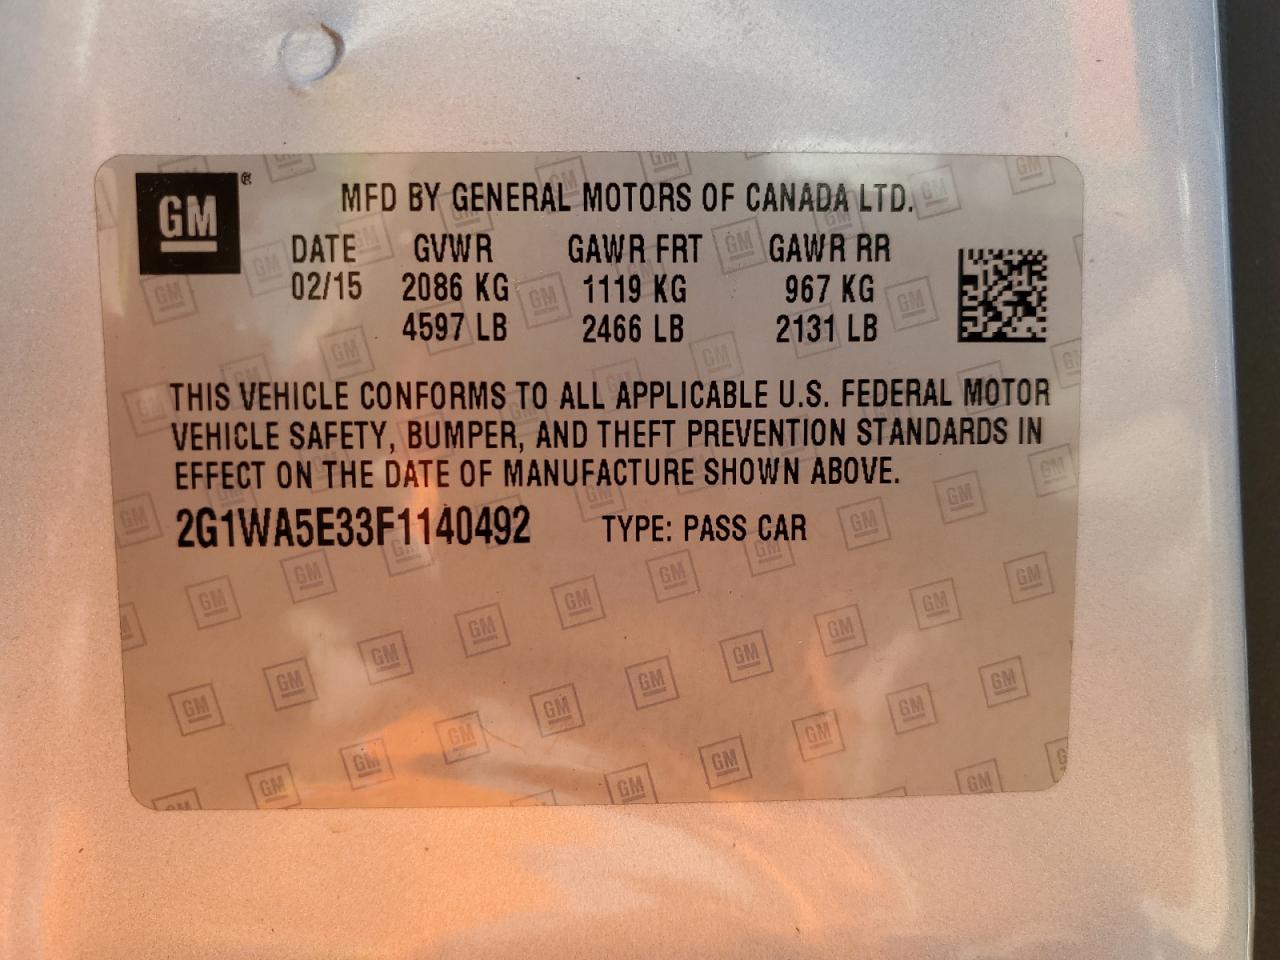 GM®
MFD BY GENERAL MOTORS OF CANADA LTD.
DATE GVWR GAWR FRT GAWR RR
02/15 2086 KG 1119 KG 967 KG
4597 LB 2466 LB 2131 LB
THIS VEHICLE CONFORMS TO ALL APPLICABLE U.S. FEDERAL MOTOR
VEHICLE SAFETY, BUMPER, AND THEFT PREVENTION STANDARDS IN
EFFECT ON THE DATE OF MANUFACTURE SHOWN ABOVE.
2G1WA5E33F1140492 TYPE: PASS CAR